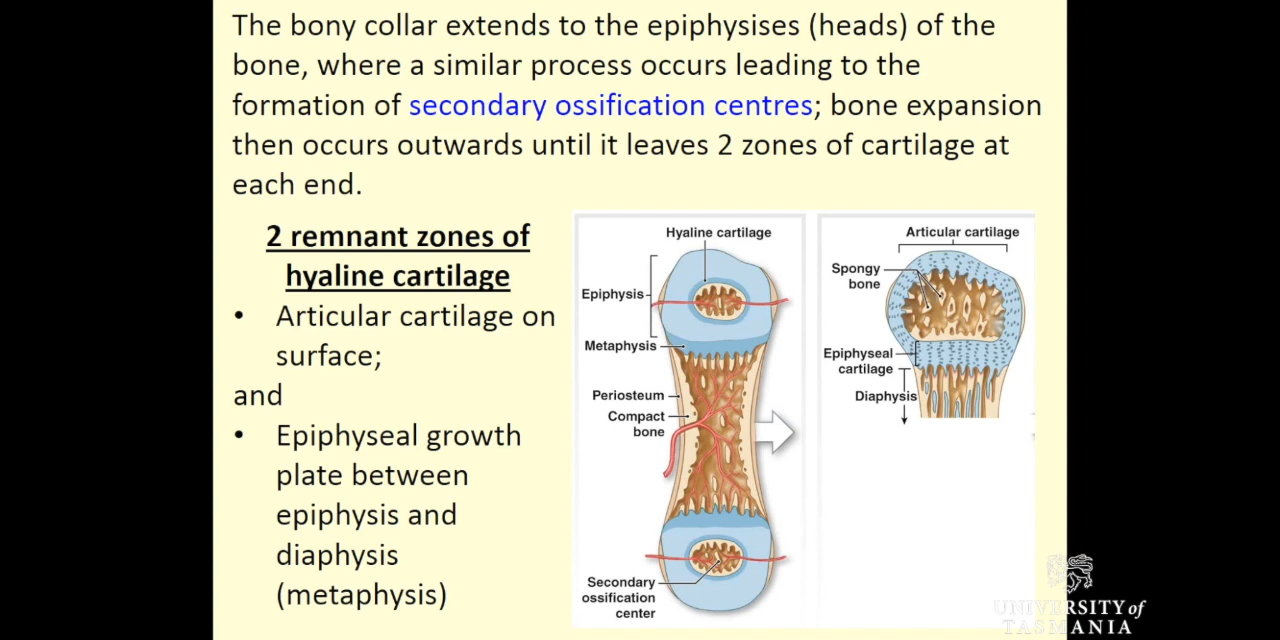 The bony collar extends to the epiphysises (heads) of the
bone, where a similar process occurs leading to the
formation of secondary ossification centres; bone expansion
then occurs outwards until it leaves 2 zones of cartilage at
each end.
2 remnant zones of
hyaline cartilage
• Articular cartilage on
surface;
and
• Epiphyseal growth
plate between
epiphysis and
diaphysis
(metaphysis)
Hyaline cartilage
Epiphysis
Metaphysis
Periosteum
Compact
bone
Secondary
ossification
center
Articular cartilage
Spongy
bone
Epiphyseal
cartilage
Diaphysis
UNIVERSITY of
TASMANIA